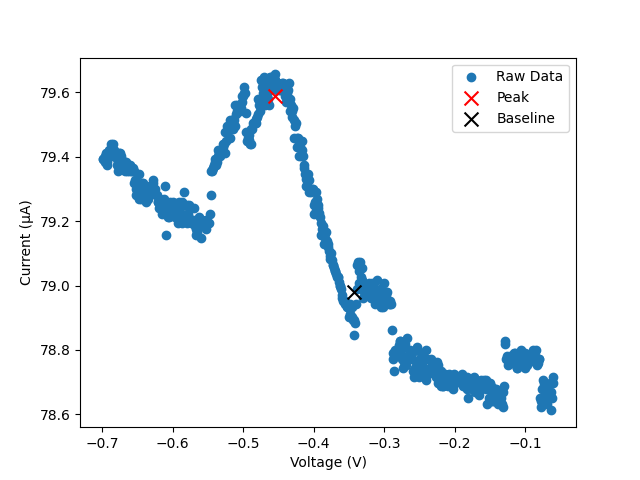 Raw Data
Peak
Baseline
79.6
79.4
79.2
79.0
78.8
78.6
Current (µA)
−0.7 −0.6 −0.5 −0.4 −0.3 −0.2 −0.1
Voltage (V)